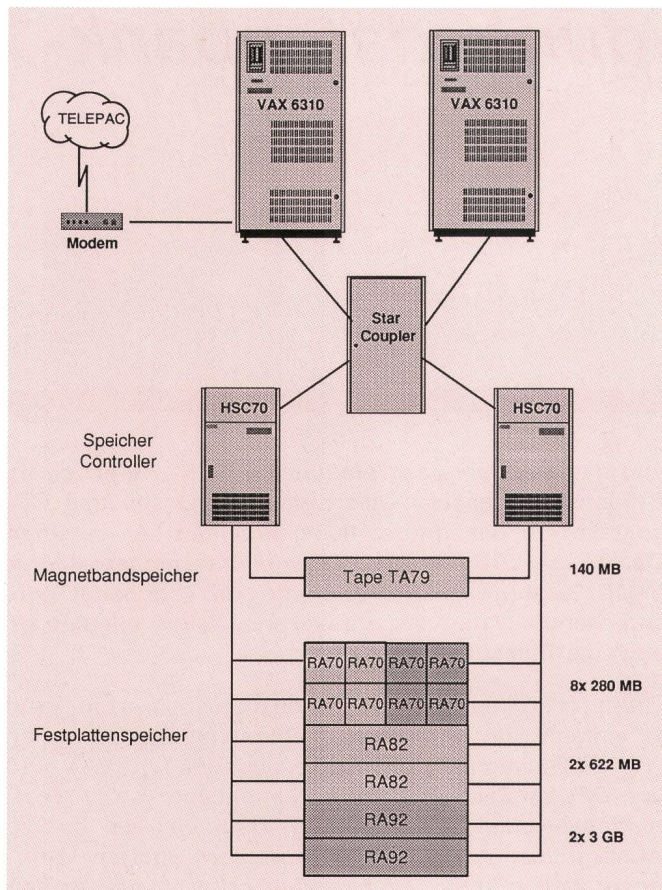 VAX 6310
VAX 6310
TELEPAC
Modem
Star
Coupler
HSC70
HSC70
Speicher
Controller
Magnetbandspeicher
Tape TA79
140 MB
RA70 RA70 RA70 RA70
8x 280 MB
RA70 RA70 RA70 RA70
Festplattenspeicher
RA82
2x 622 MB
RA82
RA92
2x 3 GB
RA92